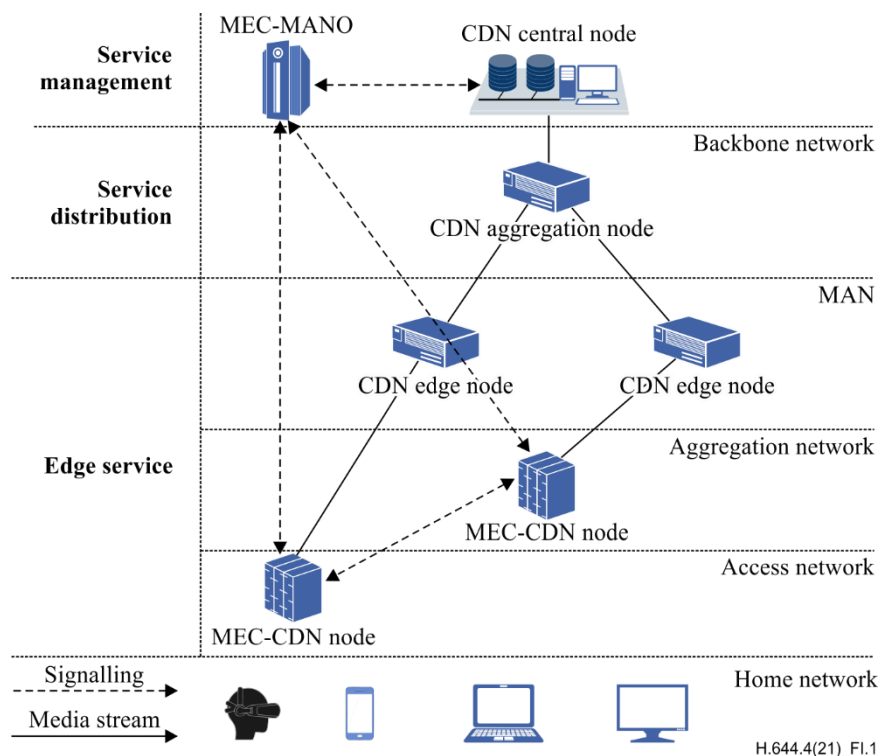 MEC-MANO
CDN central node
Service
management
Backbone network
Service
distribution
CDN aggregation node
MAN
CDN edge node
CDN edge node
Edge service
Aggregation network
MEC-CDN node
Access network
MEC-CDN node
Signalling
Home network
Media stream
H.644.4(21)_FI.1